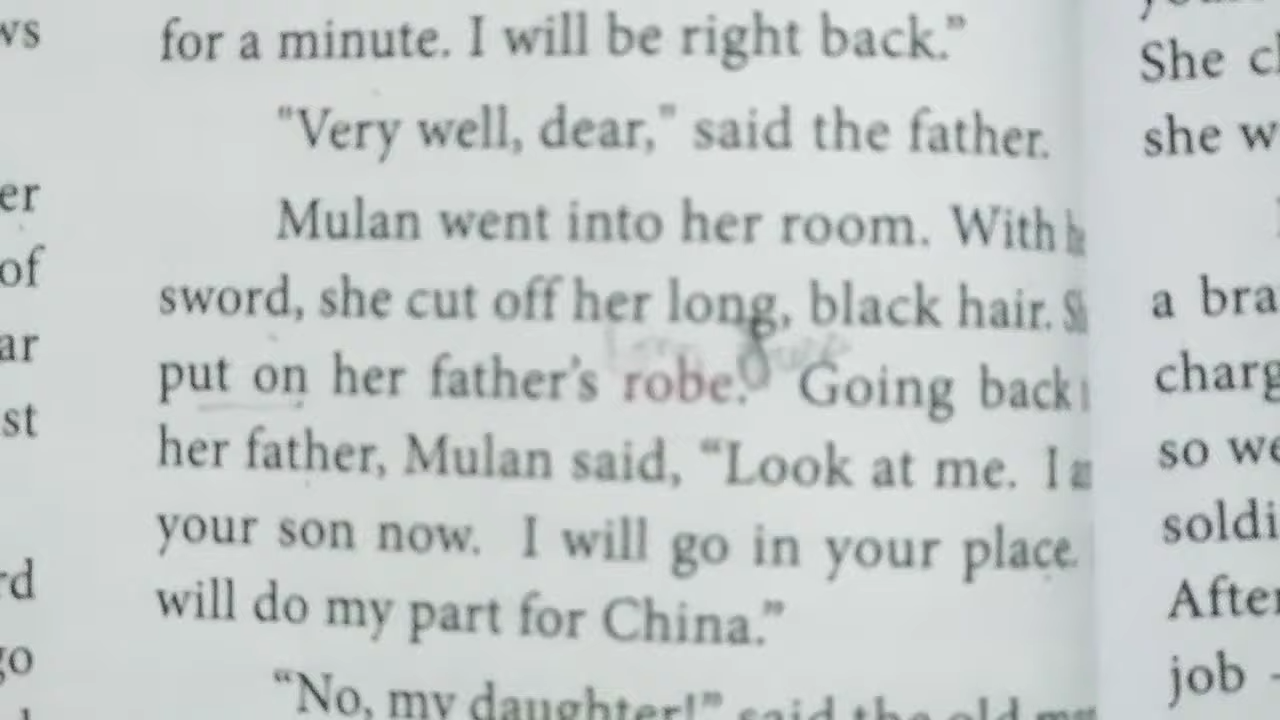 for a minute. I will be right back.”
"Very well, dear," said the father.
Mulan went into her room. With
sword, she cut off her long, black hair.
put on her father's robe. Going back
her father, Mulan said, “Look at me. I
your son now. I will go in your place.
will do my part for China.”
“No, my daughter!” said the old
She
she
a
so
After
job